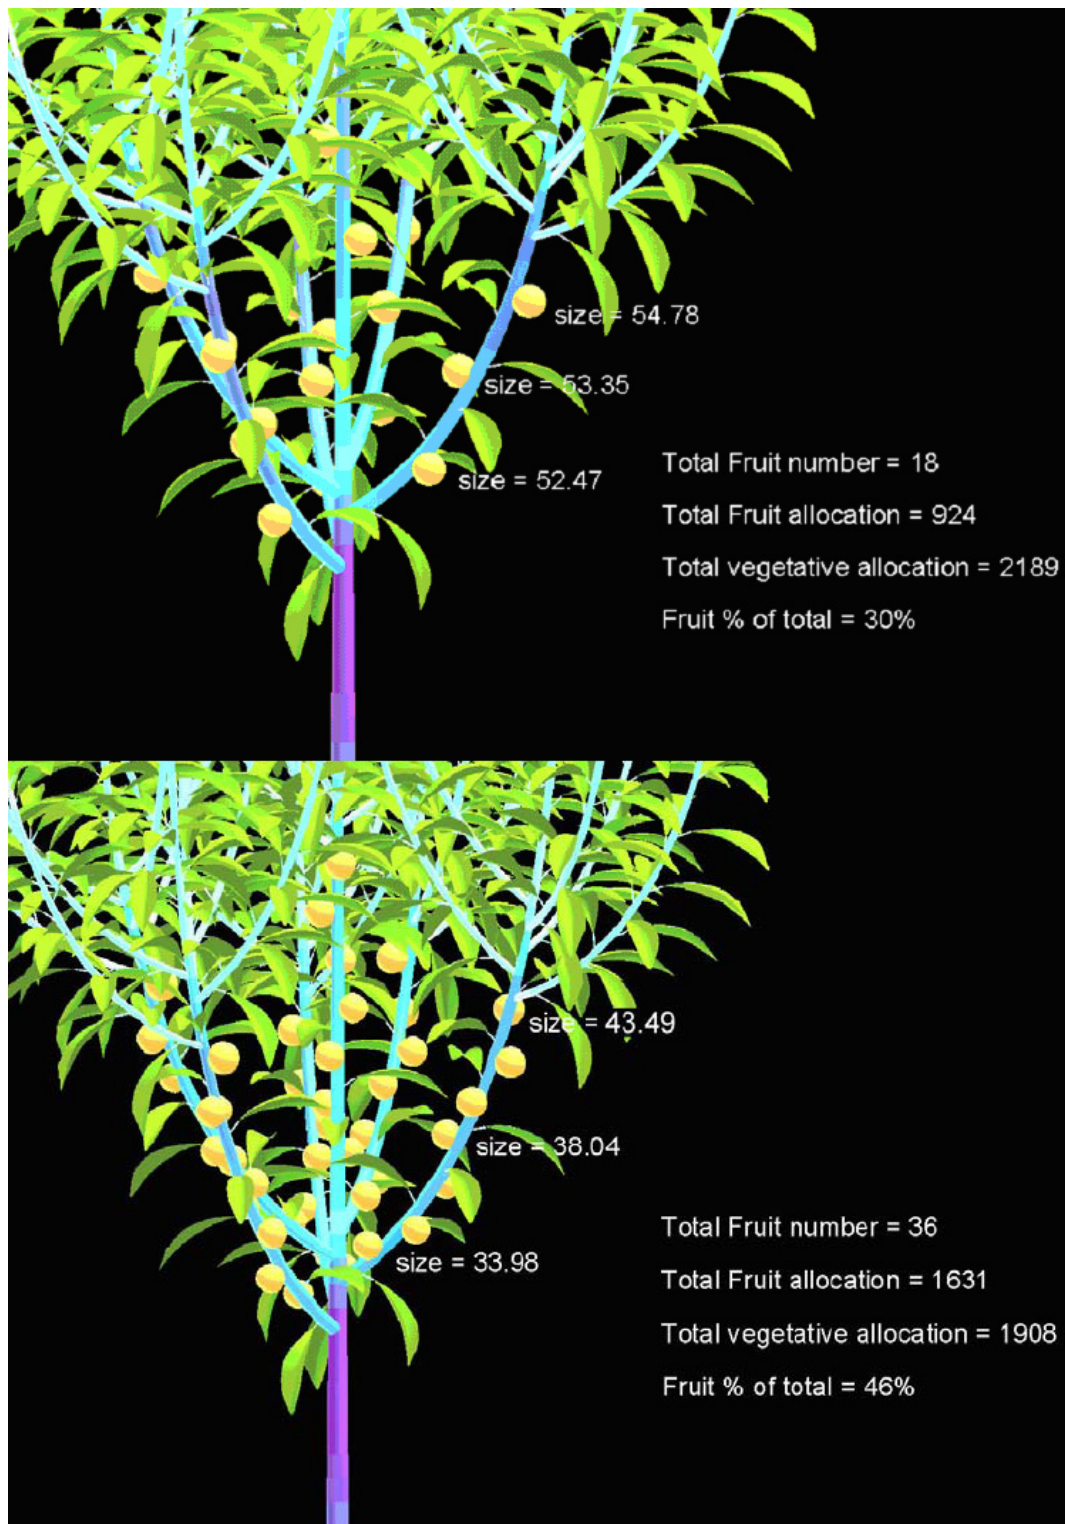 size = 54.78
size = 53.35
size = 52.47
Total Fruit number = 18
Total Fruit allocation = 924
Total vegetative allocation = 2189
Fruit % of total = 30%
size = 43.49
size = 38.04
size = 33.98
Total Fruit number = 36
Total Fruit allocation = 1631
Total vegetative allocation = 1908
Fruit % of total = 46%